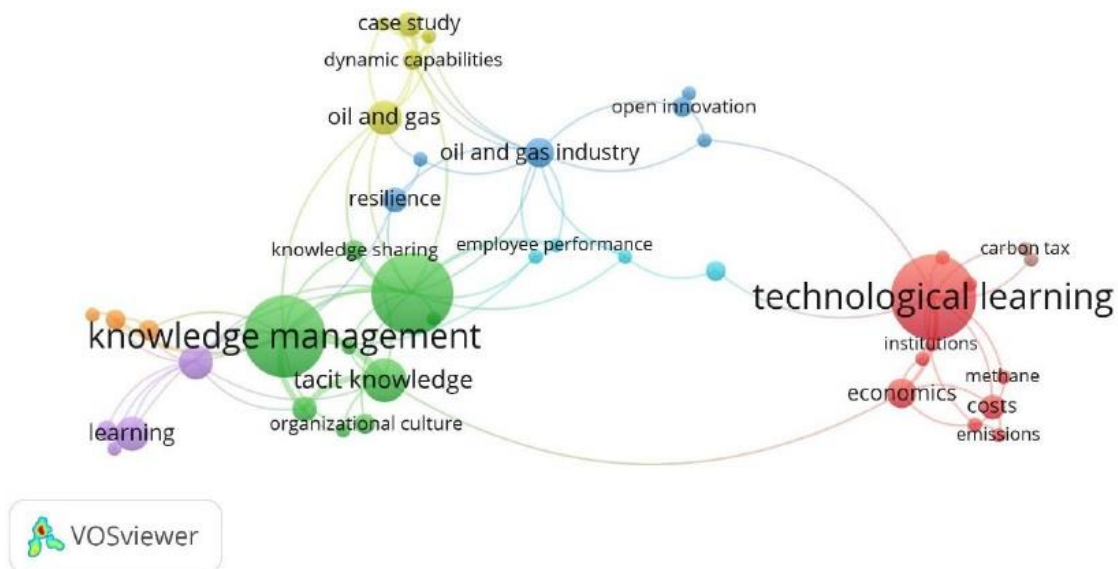 case study
dynamic capabilities
oil and gas
open innovation
oil and gas industry
resilience
knowledge sharing
employee performance
carbon tax
technological learning
knowledge management
institutions
tacit knowledge
methane
economics
costs
organizational culture
learning
emissions
VOSviewer